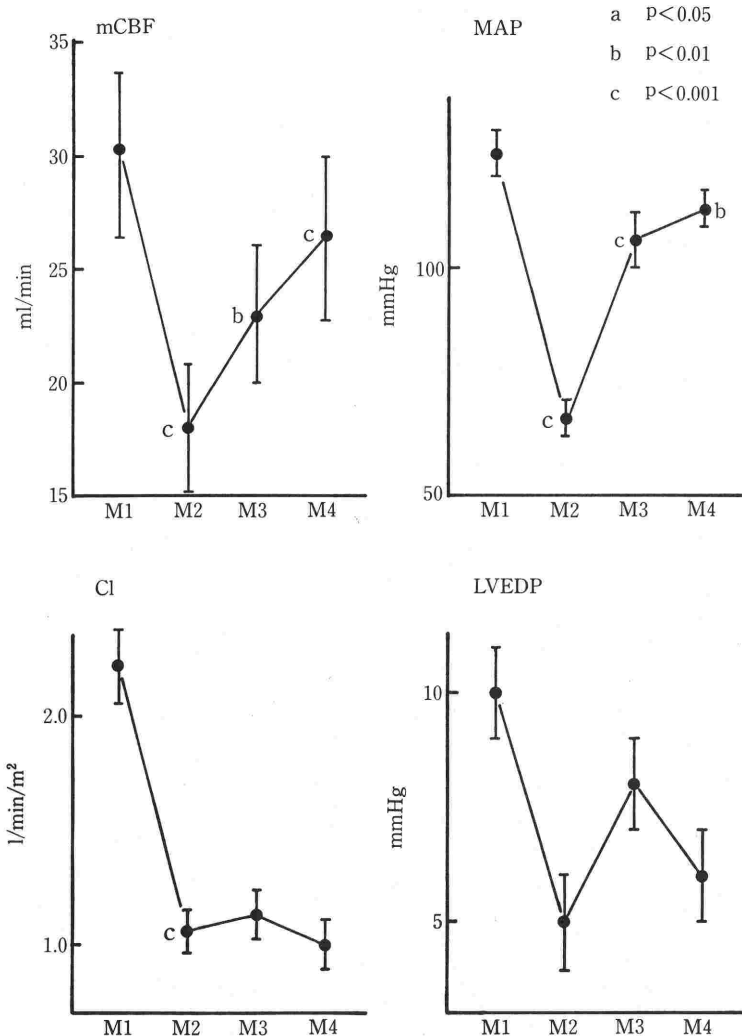 mCBF
35
30
25
20
15
ml/min
c
b
c
M1 M2 M3 M4
MAP
a p<0.05
b p<0.01
c p<0.001
100
50
mmHg
c
c
b
M1 M2 M3 M4
Cl
2.0
1.0
l/min/m²
c
M1 M2 M3 M4
LVEDP
10
5
mmHg
M1 M2 M3 M4